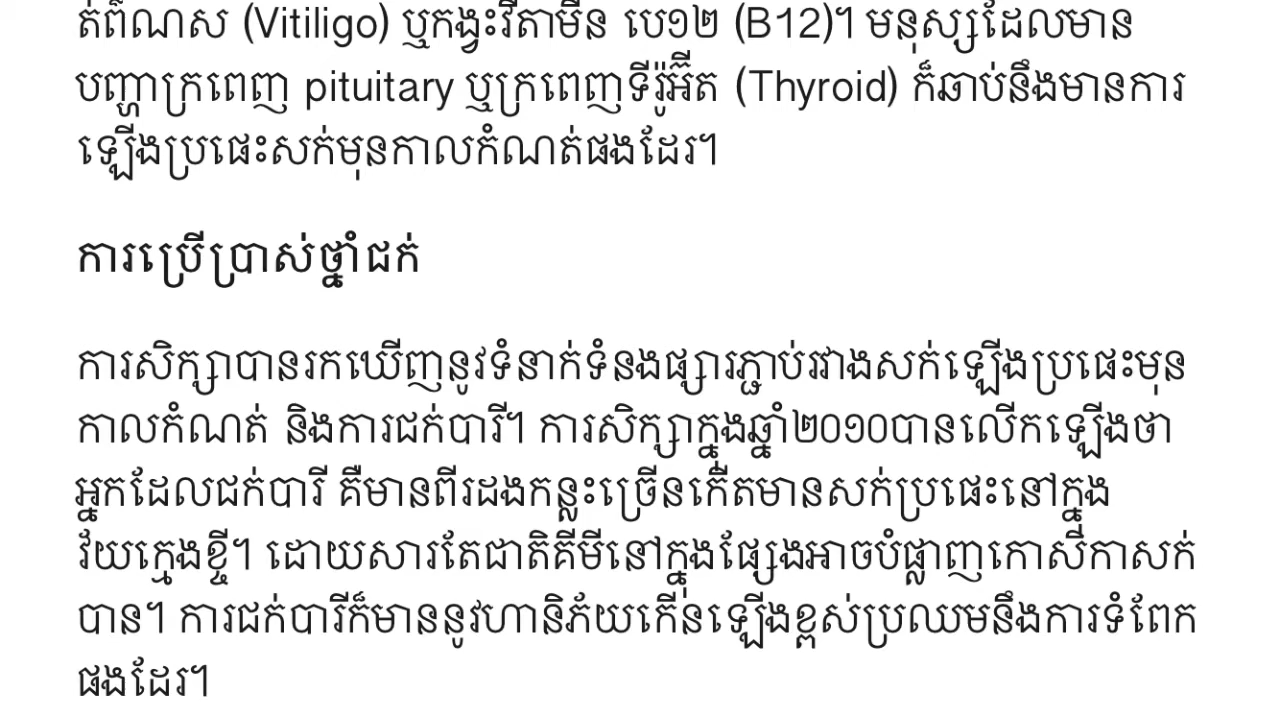 ត់ព័ណស (Vitiligo) ឬកង្វះវីតាមីន បេ១២ (B12)។ មនុស្សដែលមាន
បញ្ហាក្រពេញ pituitary ឬក្រពេញទីរ៉ូអ៊ីត (Thyroid) ក៏ឆាប់នឹងមានការ
ឡើងប្រផេះសក់មុនកាលកំណត់ផងដែរ។
ការប្រើប្រាស់ថ្នាំជក់
ការសិក្សាបានរកឃើញនូវទំនាក់ទំនងផ្សារភ្ជាប់រវាងសក់ឡើងប្រផេះមុន
កាលកំណត់ និងការជក់បារី។ ការសិក្សាក្នុងឆ្នាំ២០១០បានលើកឡើងថា
អ្នកដែលជក់បារី គឺមានពីរដងកន្លះច្រើនកើតមានសក់ប្រផេះនៅក្នុង
វ័យក្មេងខ្ចី។ ដោយសារតែជាតិគីមីនៅក្នុងផ្សែងអាចបំផ្លាញកោសិកាសក់
បាន។ ការជក់បារីក៏មាននូវហានិភ័យកើនឡើងខ្ពស់ប្រឈមនឹងការទំពែក
ផងដែរ។